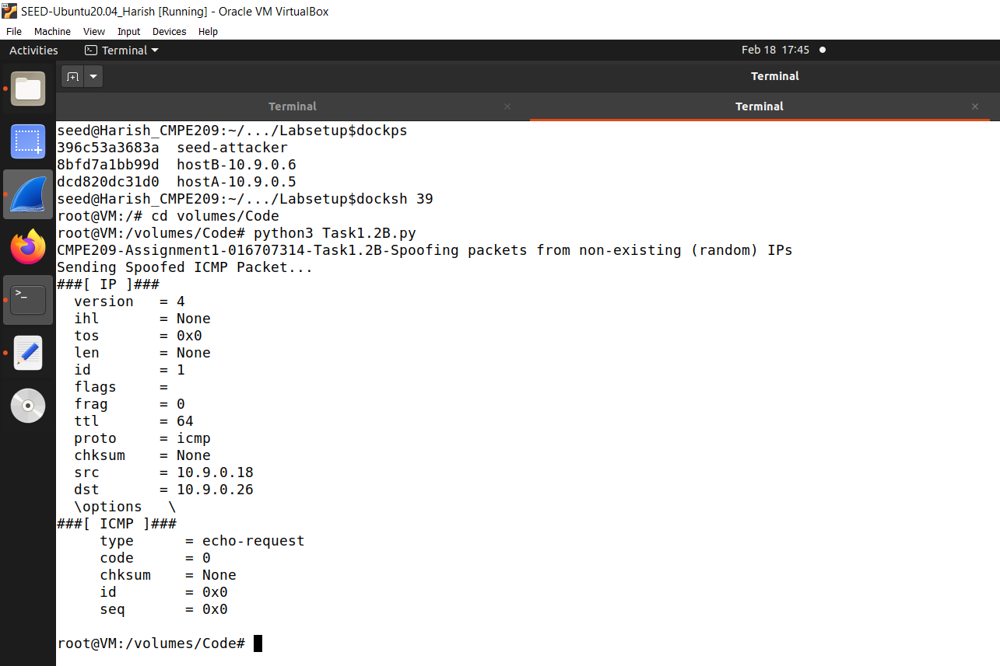 SEED-Ubuntu20.04_Harish [Running] - Oracle VM VirtualBox
File Machine View Input Devices Help
Activities Terminal Feb 18 17:45
Terminal
Terminal Terminal
seed@Harish_CMPE209:~/.../Labsetup$dockps
396c53a3683a  seed-attacker
8bfd7a1bb99d  hostB-10.9.0.6
dcd820dc31d0  hostA-10.9.0.5
seed@Harish_CMPE209:~/.../Labsetup$docksh 39
root@VM:/# cd volumes/Code
root@VM:/volumes/Code# python3 Task1.2B.py
CMPE209-Assignment1-016707314-Task1.2B-Spoofing packets from non-existing (random) IPs
Sending Spoofed ICMP Packet...
###[ IP ]###
  version   = 4
  ihl       = None
  tos       = 0x0
  len       = None
  id        = 1
  flags     =
  frag      = 0
  ttl       = 64
  proto     = icmp
  chksum    = None
  src       = 10.9.0.18
  dst       = 10.9.0.26
  \options   \
###[ ICMP ]###
     type      = echo-request
     code      = 0
     chksum    = None
     id        = 0x0
     seq       = 0x0
root@VM:/volumes/Code#